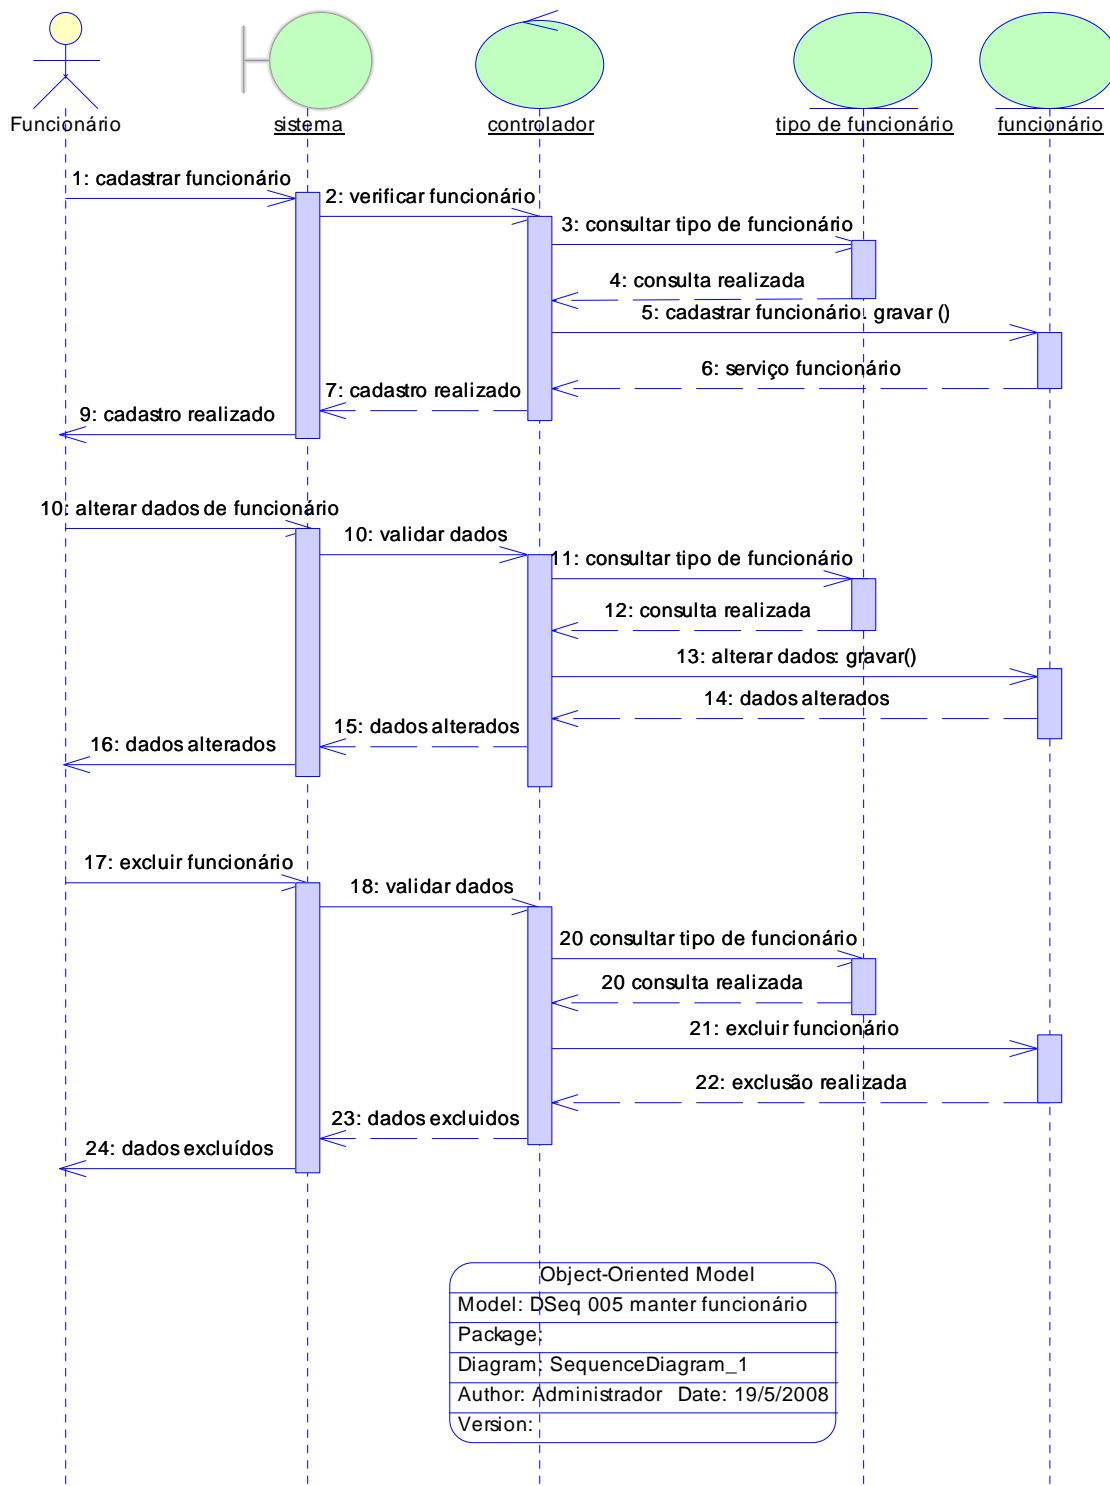 Funcionário
sistema
controlador
tipo de funcionário
funcionário
1: cadastrar funcionário
2: verificar funcionário
3: consultar tipo de funcionário
4: consulta realizada
5: cadastrar funcionário. gravar ()
6: serviço funcionário
7: cadastro realizado
9: cadastro realizado
10: alterar dados de funcionário
10: validar dados
11: consultar tipo de funcionário
12: consulta realizada
13: alterar dados: gravar()
14: dados alterados
15: dados alterados
16: dados alterados
17: excluir funcionário
18: validar dados
20 consultar tipo de funcionário
20 consulta realizada
21: excluir funcionário
22: exclusão realizada
23: dados excluidos
24: dados excluídos
Object-Oriented Model
Model: DSeq 005 manter funcionário
Package:
Diagram: SequenceDiagram_1
Author: Administrador Date: 19/5/2008
Version: